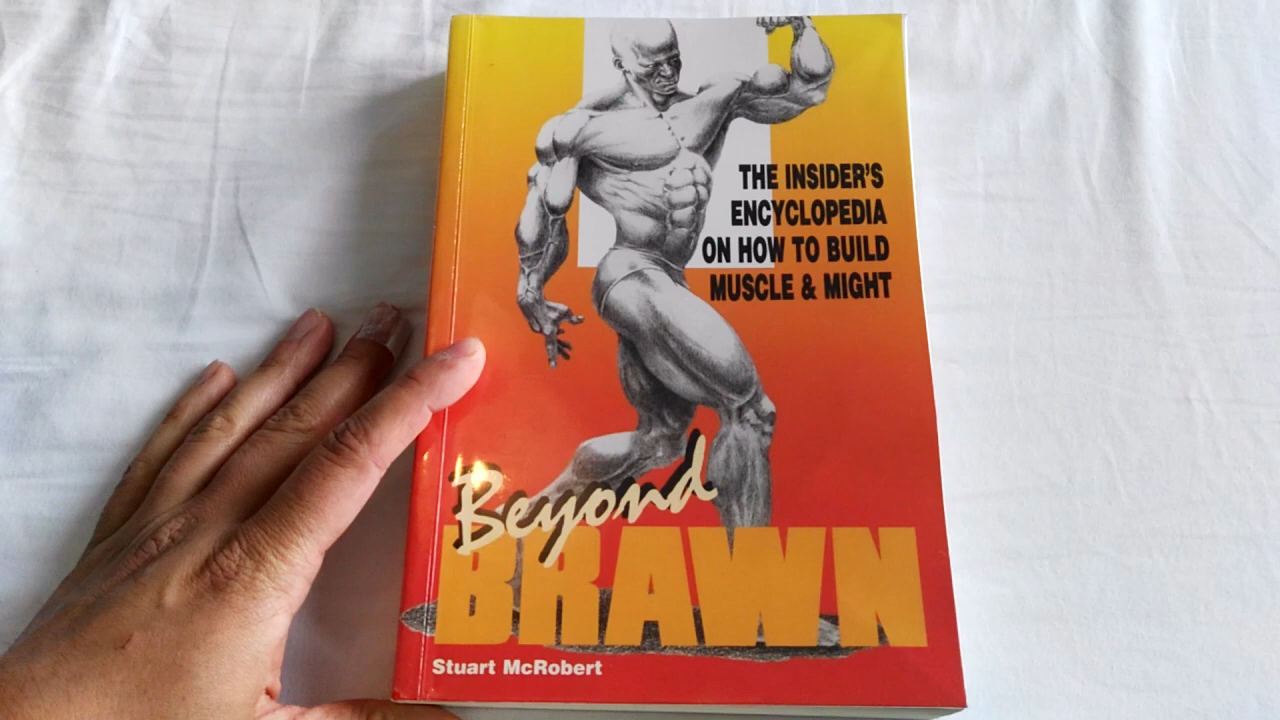 THE INSIDER'S
ENCYCLOPEDIA
ON HOW TO BUILD
MUSCLE & MIGHT
Beyond
BRAWN
Stuart McRobert